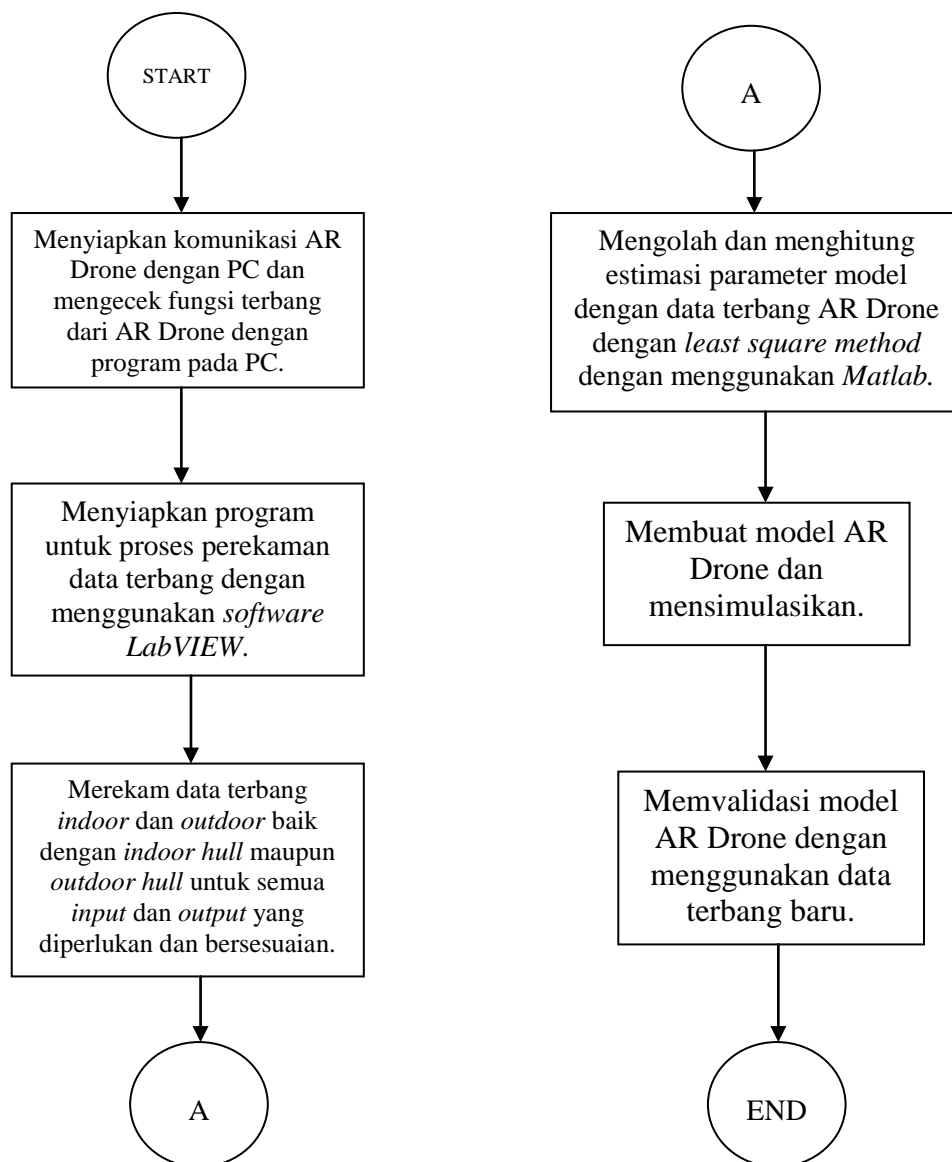 START
Menyiapkan komunikasi AR
Drone dengan PC dan
mengecek fungsi terbang
dari AR Drone dengan
program pada PC.
Menyiapkan program
untuk proses perekaman
data terbang dengan
menggunakan software
LabVIEW.
Merekam data terbang
indoor dan outdoor baik
dengan indoor hull maupun
outdoor hull untuk semua
input dan output yang
diperlukan dan bersesuaian.
A
A
Mengolah dan menghitung
estimasi parameter model
dengan data terbang AR Drone
dengan least square method
dengan menggunakan Matlab.
Membuat model AR
Drone dan
mensimulasikan.
Memvalidasi model
AR Drone dengan
menggunakan data
terbang baru.
END